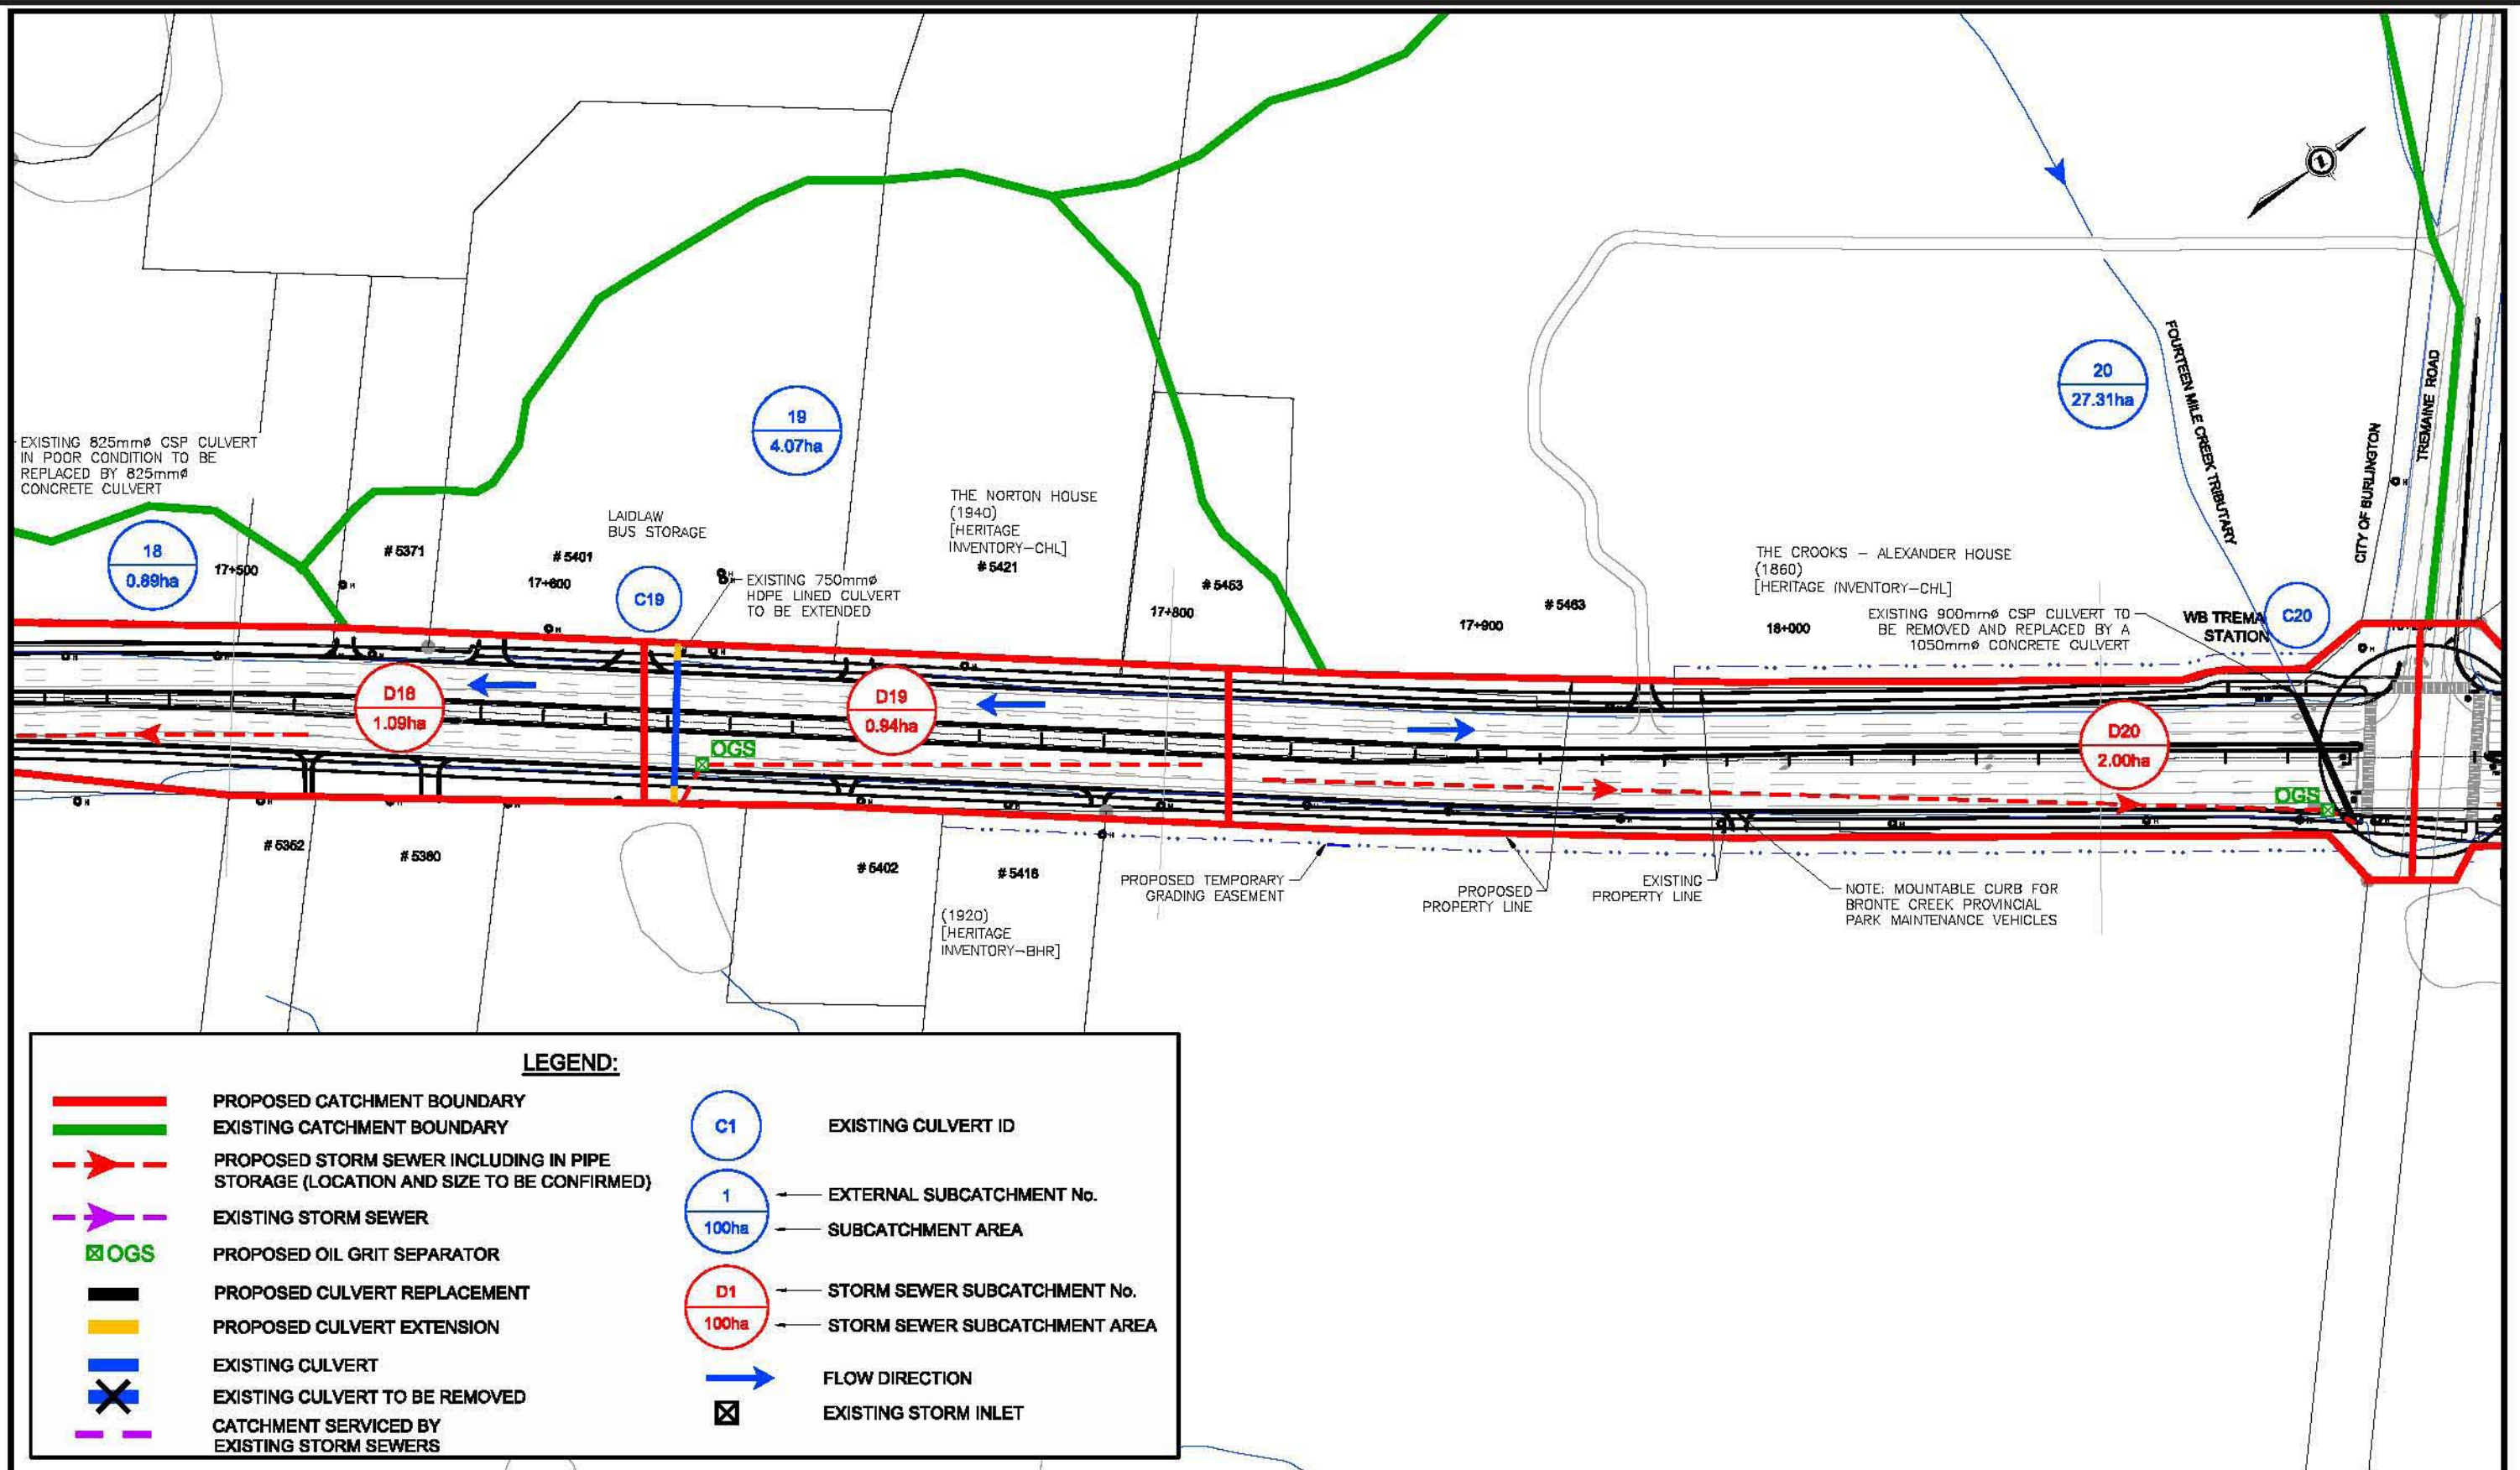 EXISTING 825mmø CSP CULVERT
IN POOR CONDITION TO BE
REPLACED BY 825mmø
CONCRETE CULVERT
18
0.89ha
17+500
# 5371
# 5401
17+600
LAIDLAW
BUS STORAGE
C19
EXISTING 750mmø
HDPE LINED CULVERT
TO BE EXTENDED
19
4.07ha
THE NORTON HOUSE
(1940)
[HERITAGE
INVENTORY-CHL]
# 5421
# 5453
17+800
17+900
# 5463
THE CROOKS - ALEXANDER HOUSE
(1860)
[HERITAGE INVENTORY-CHL]
18+000
EXISTING 900mmø CSP CULVERT TO
BE REMOVED AND REPLACED BY A
1050mmø CONCRETE CULVERT
20
27.31ha
FOURTEEN MILE CREEK TRIBUTARY
CITY OF BURLINGTON
TREMAINE ROAD
WB TREMA
STATION
C20
D18
1.09ha
OGS
D19
0.94ha
D20
2.00ha
OGS
# 5352
# 5380
# 5402
# 5416
(1920)
[HERITAGE
INVENTORY-BHR]
PROPOSED TEMPORARY
GRADING EASEMENT
PROPOSED
PROPERTY LINE
EXISTING
PROPERTY LINE
NOTE: MOUNTABLE CURB FOR
BRONTE CREEK PROVINCIAL
PARK MAINTENANCE VEHICLES
LEGEND:
PROPOSED CATCHMENT BOUNDARY
EXISTING CATCHMENT BOUNDARY
PROPOSED STORM SEWER INCLUDING IN PIPE
STORAGE (LOCATION AND SIZE TO BE CONFIRMED)
EXISTING STORM SEWER
OGS PROPOSED OIL GRIT SEPARATOR
PROPOSED CULVERT REPLACEMENT
PROPOSED CULVERT EXTENSION
EXISTING CULVERT
EXISTING CULVERT TO BE REMOVED
CATCHMENT SERVICED BY
EXISTING STORM SEWERS
C1 EXISTING CULVERT ID
1 EXTERNAL SUBCATCHMENT No.
100ha SUBCATCHMENT AREA
D1 STORM SEWER SUBCATCHMENT No.
100ha STORM SEWER SUBCATCHMENT AREA
FLOW DIRECTION
EXISTING STORM INLET